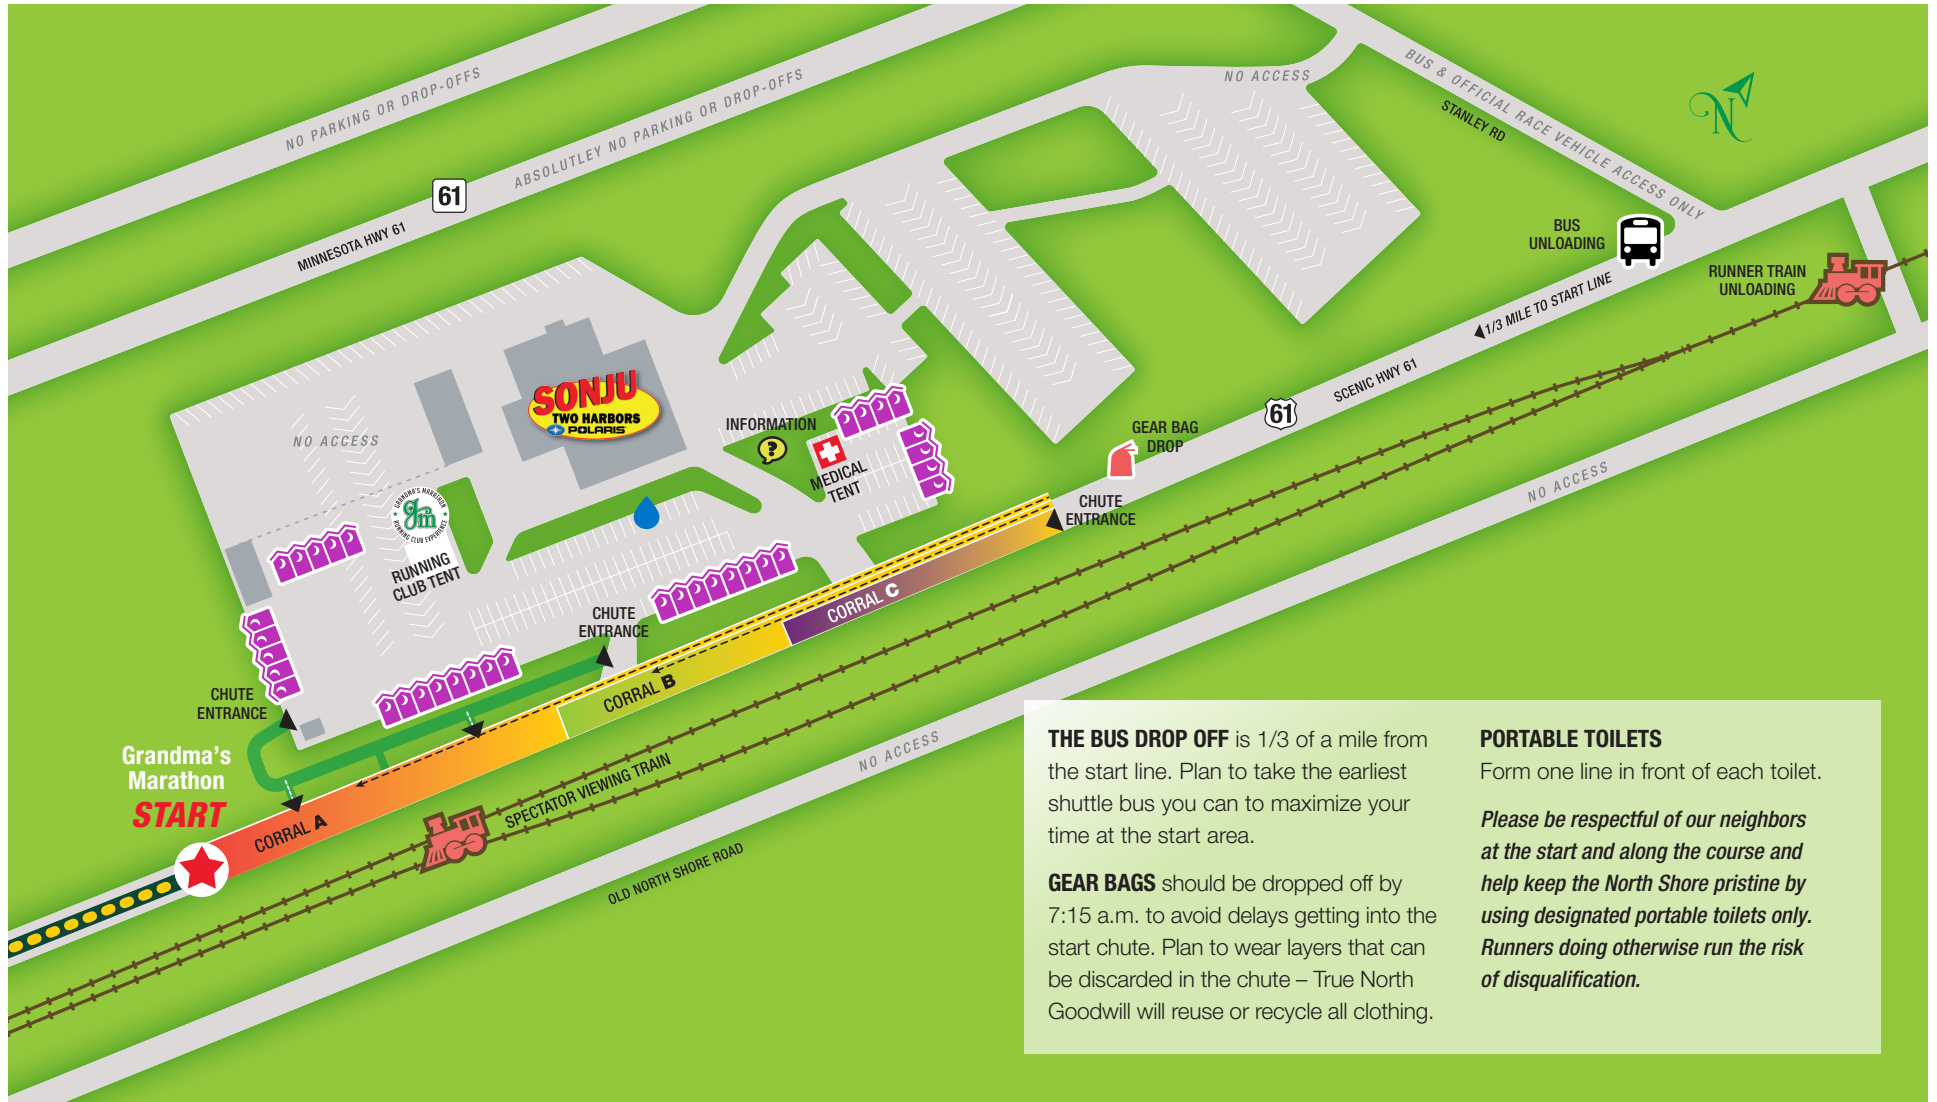 NO PARKING OR DROP-OFFS
ABSOLUTLEY NO PARKING OR DROP-OFFS
NO ACCESS
BUS & OFFICIAL RACE VEHICLE ACCESS ONLY
STANLEY RD
N
61
MINNESOTA HWY 61
BUS
UNLOADING
RUNNER TRAIN
UNLOADING
1/3 MILE TO START LINE
SCENIC HWY 61
61
SONJU
TWO HARBORS
POLARIS
INFORMATION
?
MEDICAL
TENT
GEAR BAG
DROP
CHUTE
ENTRANCE
NO ACCESS
NO ACCESS
GRANDMA'S MARATHON
gm
RUNNING CLUB EXPERIENCE
RUNNING
CLUB TENT
CHUTE
ENTRANCE
CORRAL C
CORRAL B
CHUTE
ENTRANCE
Grandma's
Marathon
START
CORRAL A
SPECTATOR VIEWING TRAIN
NO ACCESS
OLD NORTH SHORE ROAD
THE BUS DROP OFF is 1/3 of a mile from
the start line. Plan to take the earliest
shuttle bus you can to maximize your
time at the start area.
GEAR BAGS should be dropped off by
7:15 a.m. to avoid delays getting into the
start chute. Plan to wear layers that can
be discarded in the chute – True North
Goodwill will reuse or recycle all clothing.
PORTABLE TOILETS
Form one line in front of each toilet.
Please be respectful of our neighbors
at the start and along the course and
help keep the North Shore pristine by
using designated portable toilets only.
Runners doing otherwise run the risk
of disqualification.